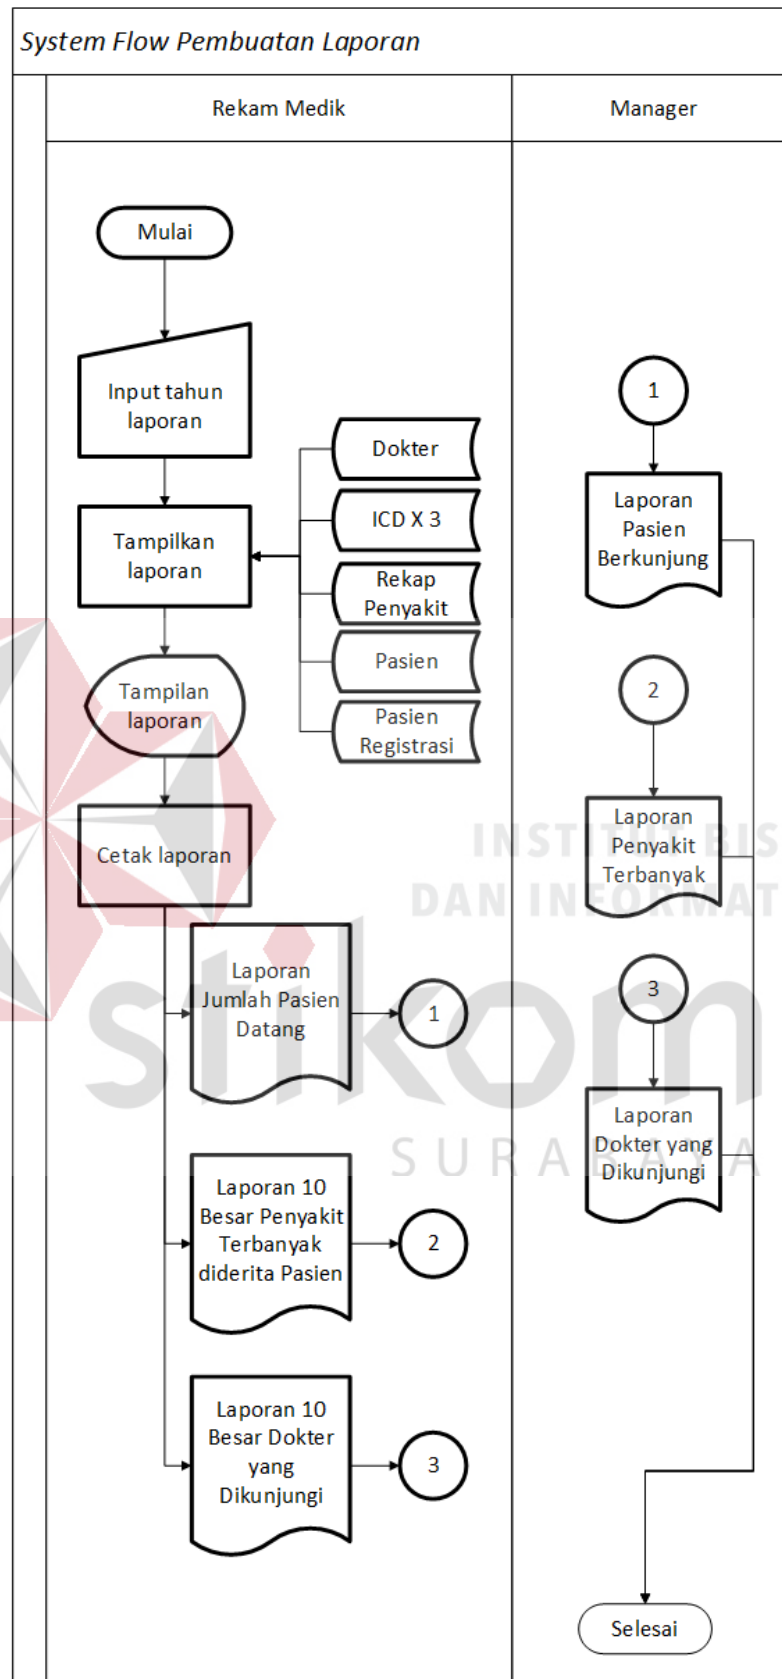 System Flow Pembuatan Laporan
Rekam Medik
Manager
Mulai
Input tahun
laporan
Tampilkan
laporan
Dokter
ICD X 3
Rekap
Penyakit
Pasien
Pasien
Registrasi
Tampilan
laporan
Cetak laporan
Laporan
Jumlah Pasien
Datang
1
Laporan 10
Besar Penyakit
Terbanyak
diderita Pasien
2
Laporan 10
Besar Dokter
yang
Dikunjungi
3
1
Laporan
Pasien
Berkunjung
2
Laporan
Penyakit
Terbanyak
3
Laporan
Dokter yang
Dikunjungi
Selesai
INSTITUT BIS
DAN INFORMAT
stikom
SURABAYA